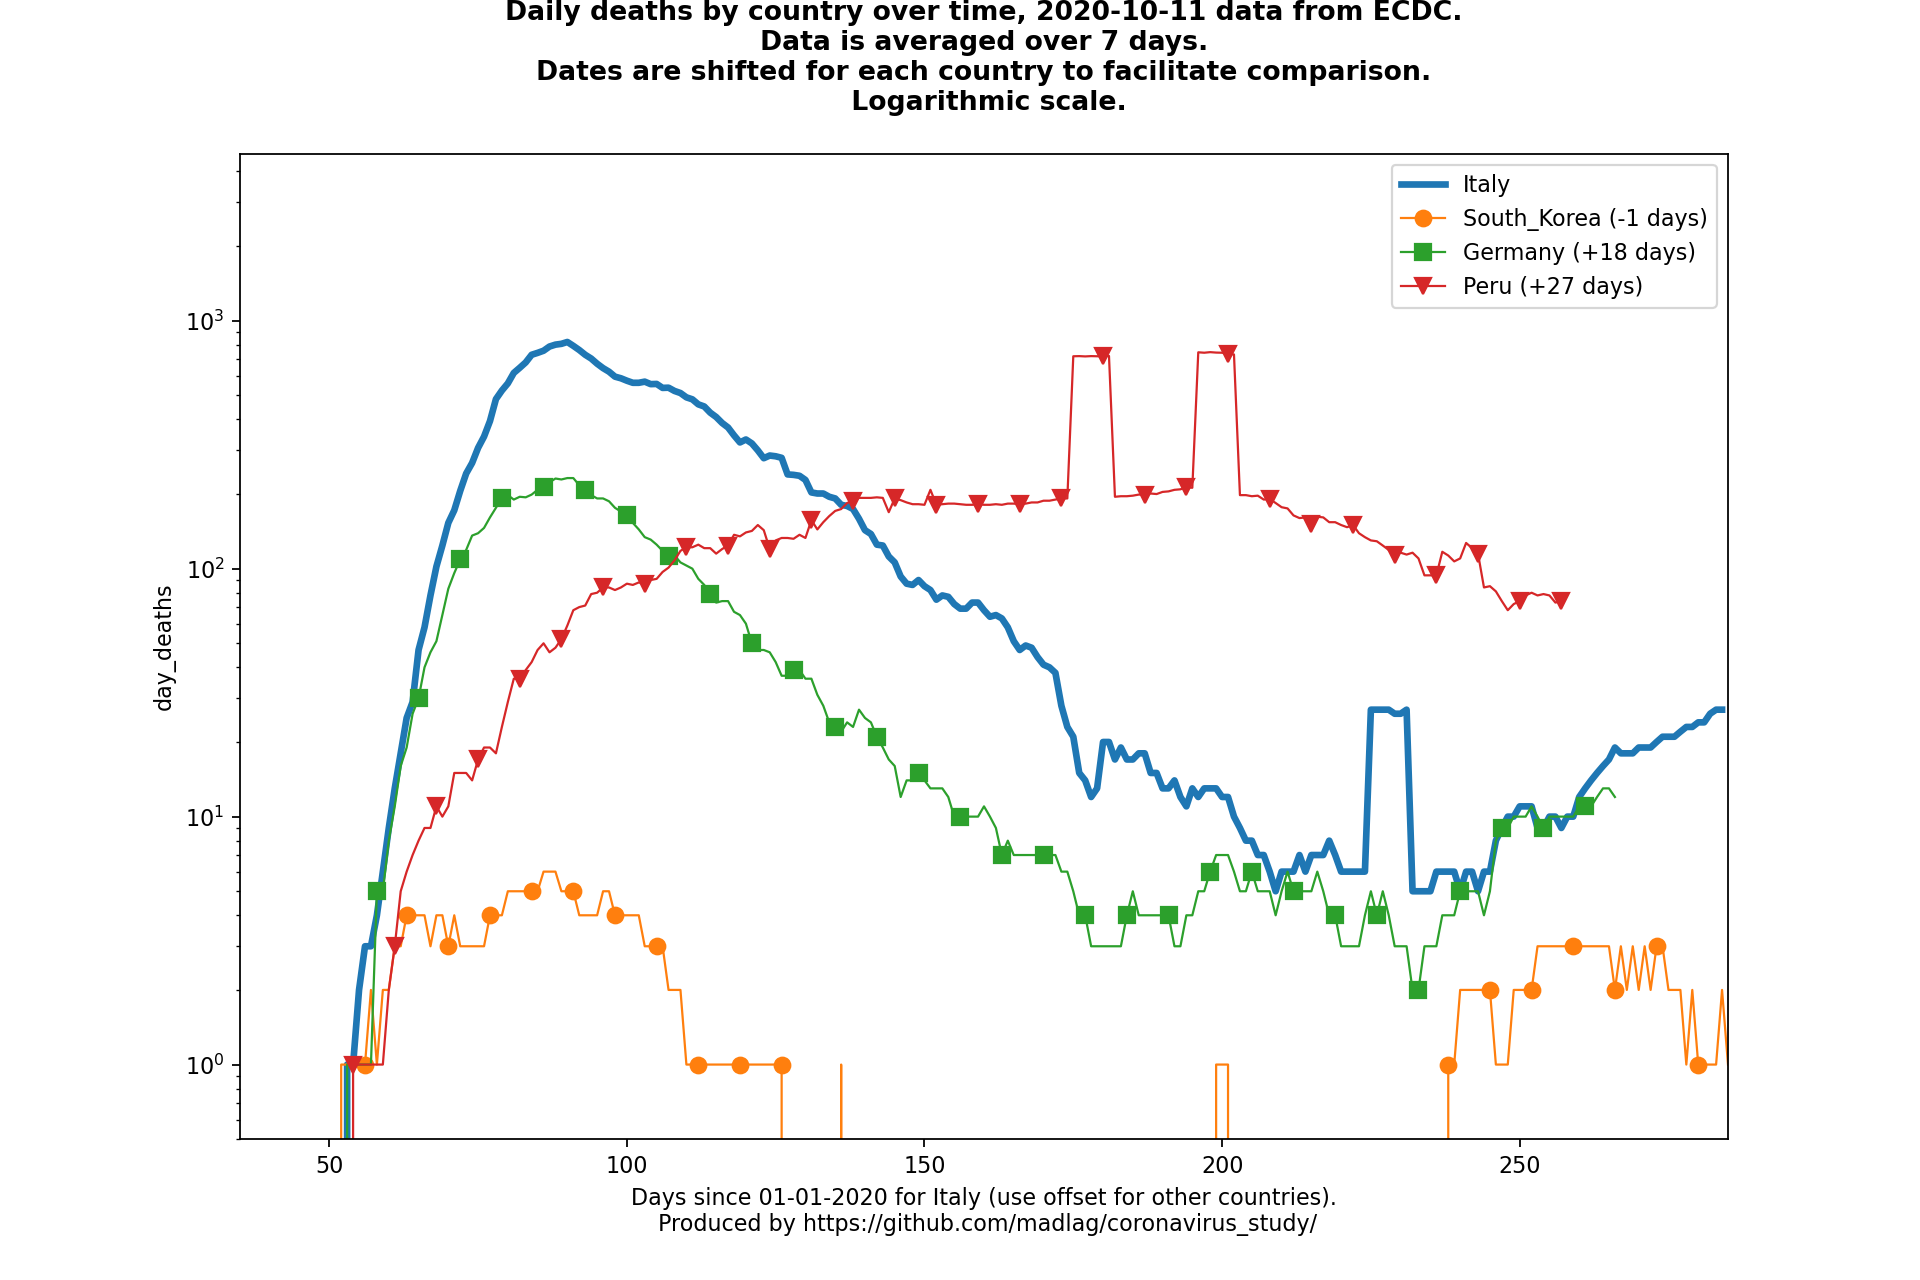 Daily deaths by country over time, 2020-10-11 data from ECDC.
Data is averaged over 7 days.
Dates are shifted for each country to facilitate comparison.
Logarithmic scale.
Italy
South_Korea (-1 days)
Germany (+18 days)
Peru (+27 days)
10³
10²
10¹
10⁰
day_deaths
50 100 150 200 250
Days since 01-01-2020 for Italy (use offset for other countries).
Produced by https://github.com/madlag/coronavirus_study/